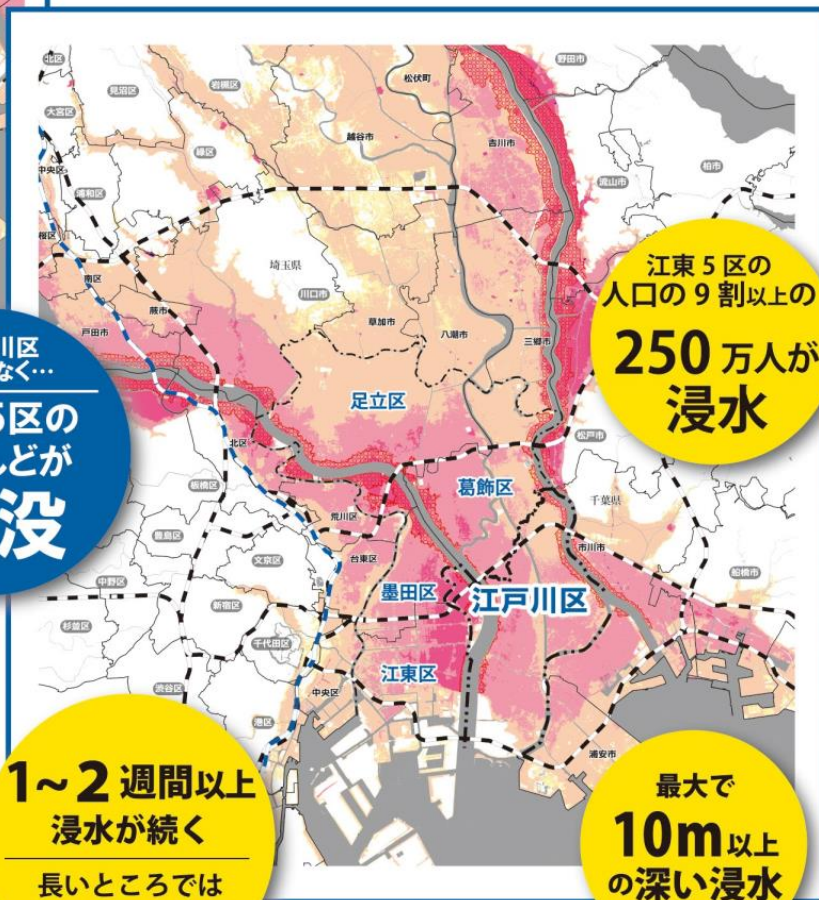 北区
見沼区
岩槻区
松伏町
野田市
大宮区
越谷市
吉川市
緑区
柏市
中央区
流山市
浦和区
桜区
埼玉県
南区
川口市
蕨市
草加市
八潮市
三郷市
戸田市
江東5区の
人口の9割以上の
250万人が
浸水
川区
なく…
5区の
どが
没
足立区
北区
松戸市
葛飾区
板橋区
千葉県
荒川区
豊島区
台東区
市川市
文京区
船橋市
中野区
墨田区
江戸川区
新宿区
杉並区
千代田区
江東区
渋谷区
中央区
港区
浦安市
1~2週間以上
浸水が続く
長いところでは
最大で
10m以上
の深い浸水